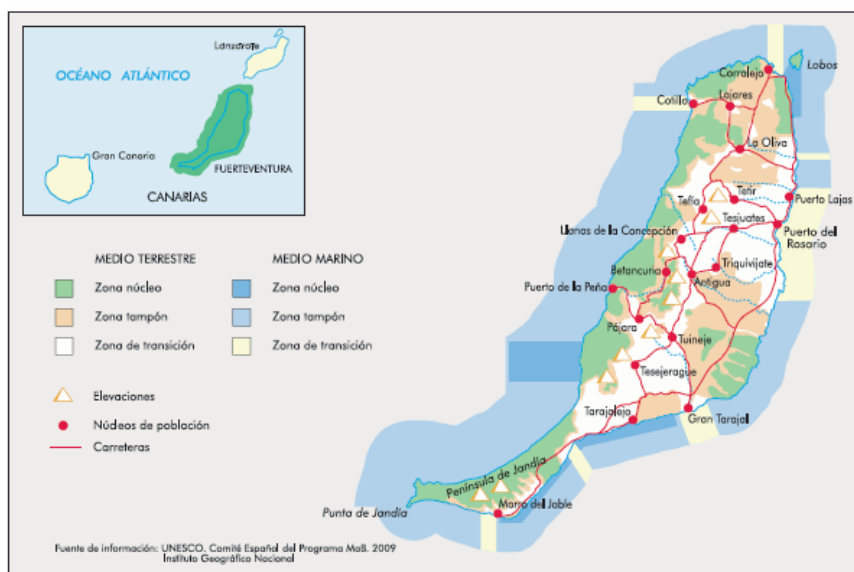 Lanzarote
OCÉANO ATLÁNTICO
Gran Canaria
FUERTEVENTURA
CANARIAS
MEDIO TERRESTRE
Zona núcleo
Zona tampón
Zona de transición
MEDIO MARINO
Zona núcleo
Zona tampón
Zona de transición
Elevaciones
Núcleos de población
Carreteras
Corralejo
Lobos
Cotillo
Lajares
La Oliva
Tetir
Tefía
Puerto Lajas
Tesjuates
Llanos de la Concepción
Puerto del
Rosario
Betancuria
Triquivijate
Antigua
Puerto de la Peña
Pájara
Tuineje
Tesejerague
Tarajalejo
Gran Tarajal
Península de Jandía
Punta de Jandía
Morro del Jable
Fuente de información: UNESCO. Comité Español del Programa MaB. 2009
Instituto Geográfico Nacional